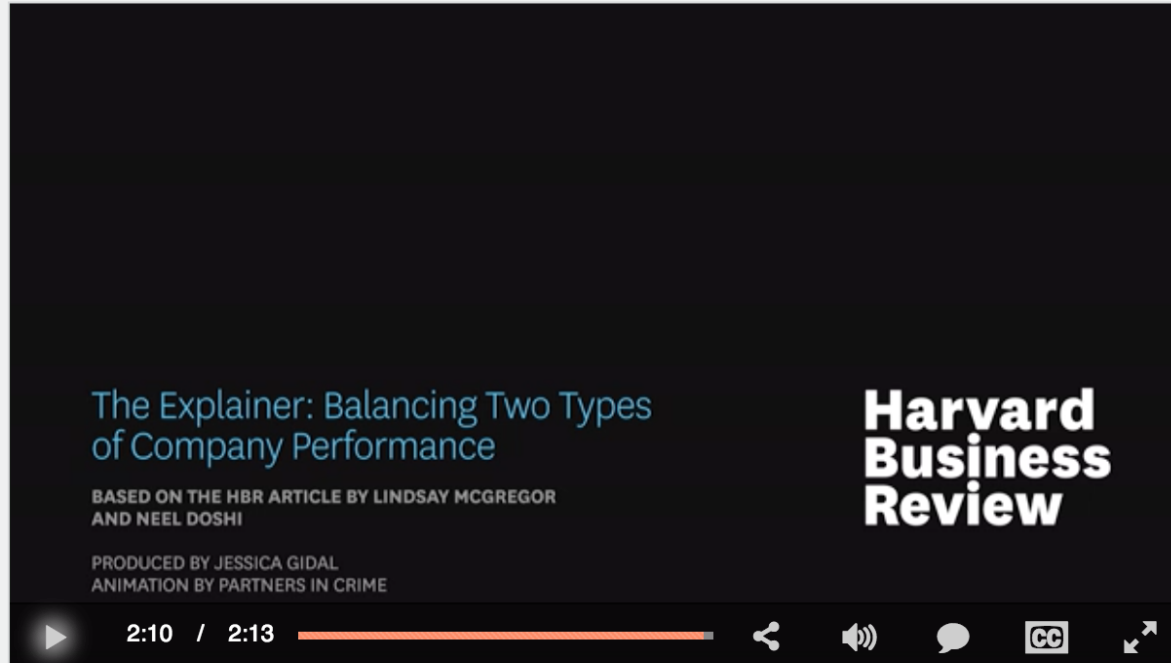 The Explainer: Balancing Two Types
of Company Performance
BASED ON THE HBR ARTICLE BY LINDSAY MCGREGOR
AND NEEL DOSHI
PRODUCED BY JESSICA GIDAL
ANIMATION BY PARTNERS IN CRIME
Harvard
Business
Review
2:10 / 2:13
CC